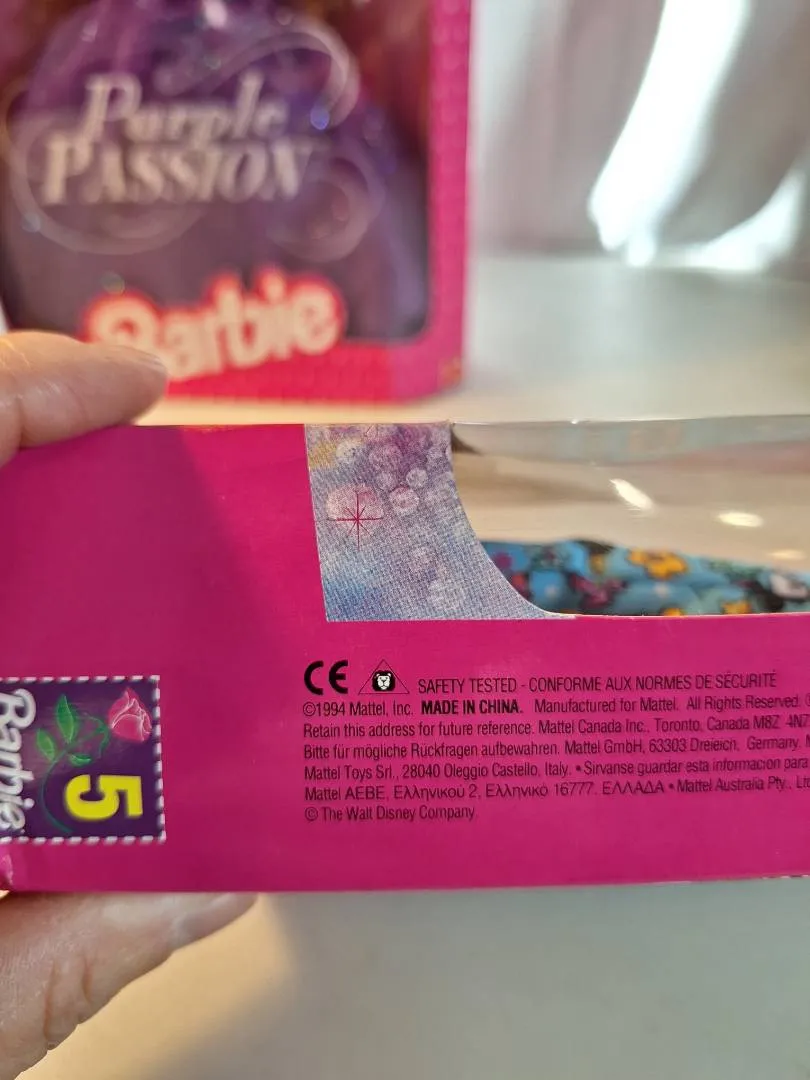 Purple
PASSION
Barbie
CE SAFETY TESTED - CONFORME AUX NORMES DE SÉCURITÉ
©1994 Mattel, Inc. MADE IN CHINA. Manufactured for Mattel. All Rights Reserved.
Retain this address for future reference. Mattel Canada Inc., Toronto, Canada M8Z 4N7
Bitte für mögliche Rückfragen aufbewahren. Mattel GmbH, 63303 Dreieich, Germany.
Mattel Toys Srl., 28040 Oleggio Castello, Italy. • Sirvanse guardar esta informacion para
Mattel AEBE, Ελληνικού 2, Ελληνικό 16777. ΕΛΛΑΔΑ • Mattel Australia Pty., Ltd
© The Walt Disney Company.
Barbie
5